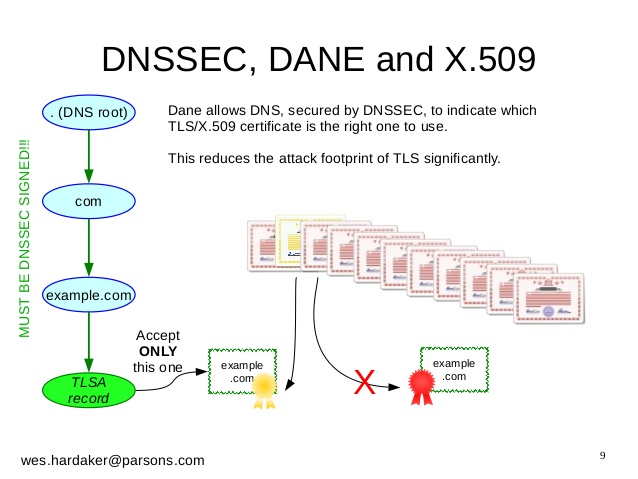 DNSSEC, DANE and X.509
. (DNS root)
com
example.com
TLSA
record
MUST BE DNSSEC SIGNED!!!
Dane allows DNS, secured by DNSSEC, to indicate which
TLS/X.509 certificate is the right one to use.
This reduces the attack footprint of TLS significantly.
Accept
ONLY
this one
example
.com
X
example
.com
wes.hardaker@parsons.com
9